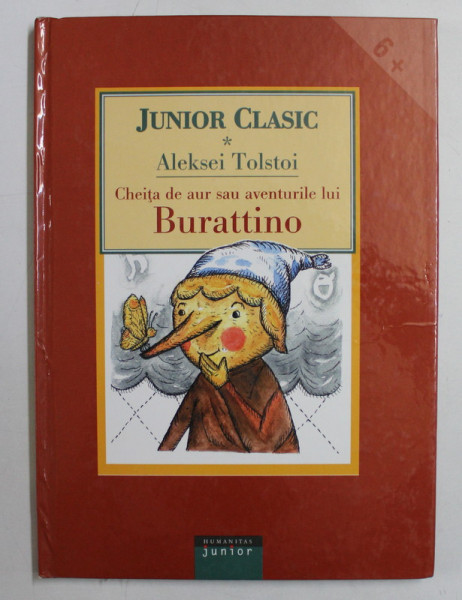 6+
JUNIOR CLASIC
*
Aleksei Tolstoi
Cheița de aur sau aventurile lui
Burattino
HUMANITAS
junior